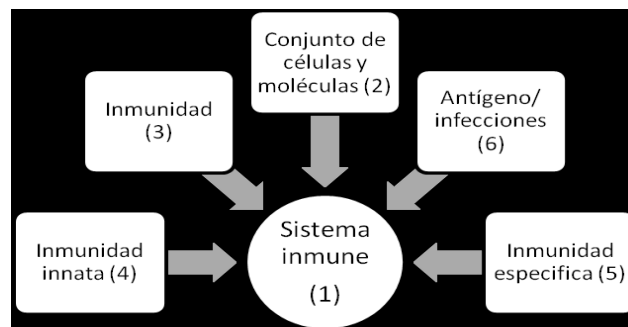 Conjunto de
células y
moléculas (2)
Inmunidad
(3)
Antígeno/
infecciones
(6)
Inmunidad
innata (4)
Sistema
inmune
(1)
Inmunidad
especifica (5)